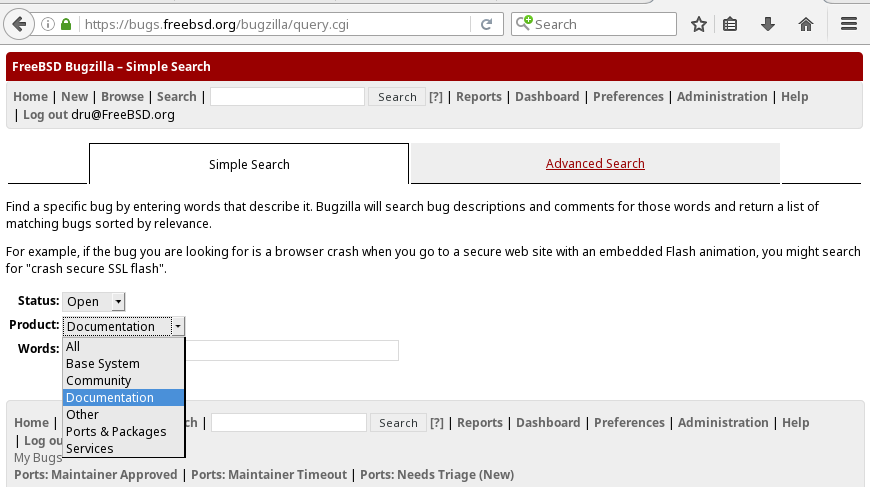 https://bugs.freebsd.org/bugzilla/query.cgi Search
FreeBSD Bugzilla – Simple Search
Home | New | Browse | Search | Search [?] | Reports | Dashboard | Preferences | Administration | Help
| Log out dru@FreeBSD.org
Simple Search Advanced Search
Find a specific bug by entering words that describe it. Bugzilla will search bug descriptions and comments for those words and return a list of
matching bugs sorted by relevance.
For example, if the bug you are looking for is a browser crash when you go to a secure web site with an embedded Flash animation, you might search
for "crash secure SSL flash".
Status: Open
Product: Documentation
Words:
All
Base System
Community
Documentation
Other
Ports & Packages
Services
Home | | Search [?] | Reports | Dashboard | Preferences | Administration | Help
| Log
My Bugs
Ports: Maintainer Approved | Ports: Maintainer Timeout | Ports: Needs Triage (New)